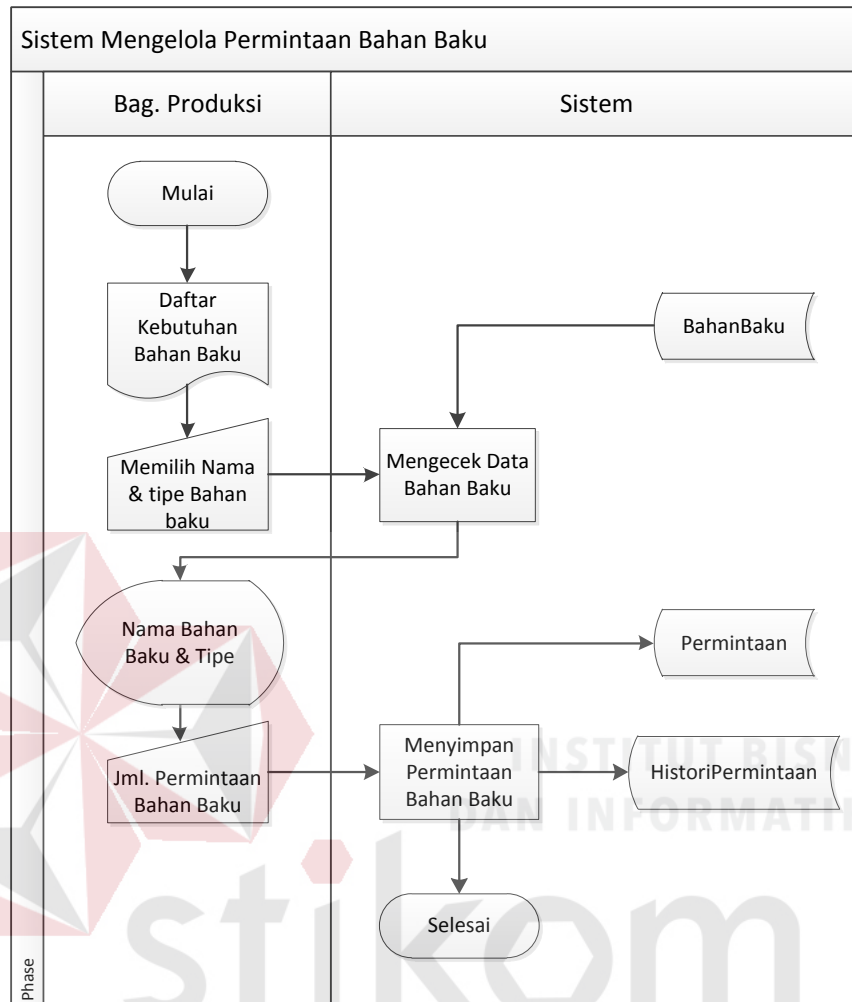 Sistem Mengelola Permintaan Bahan Baku
Bag. Produksi
Sistem
Mulai
Daftar
Kebutuhan
Bahan Baku
BahanBaku
Memilih Nama
& tipe Bahan
baku
Mengecek Data
Bahan Baku
Nama Bahan
Baku & Tipe
Permintaan
Jml. Permintaan
Bahan Baku
Menyimpan
Permintaan
Bahan Baku
HistoriPermintaan
INSTITUT BISN
DAN INFORMATI
Selesai
stikom
Phase